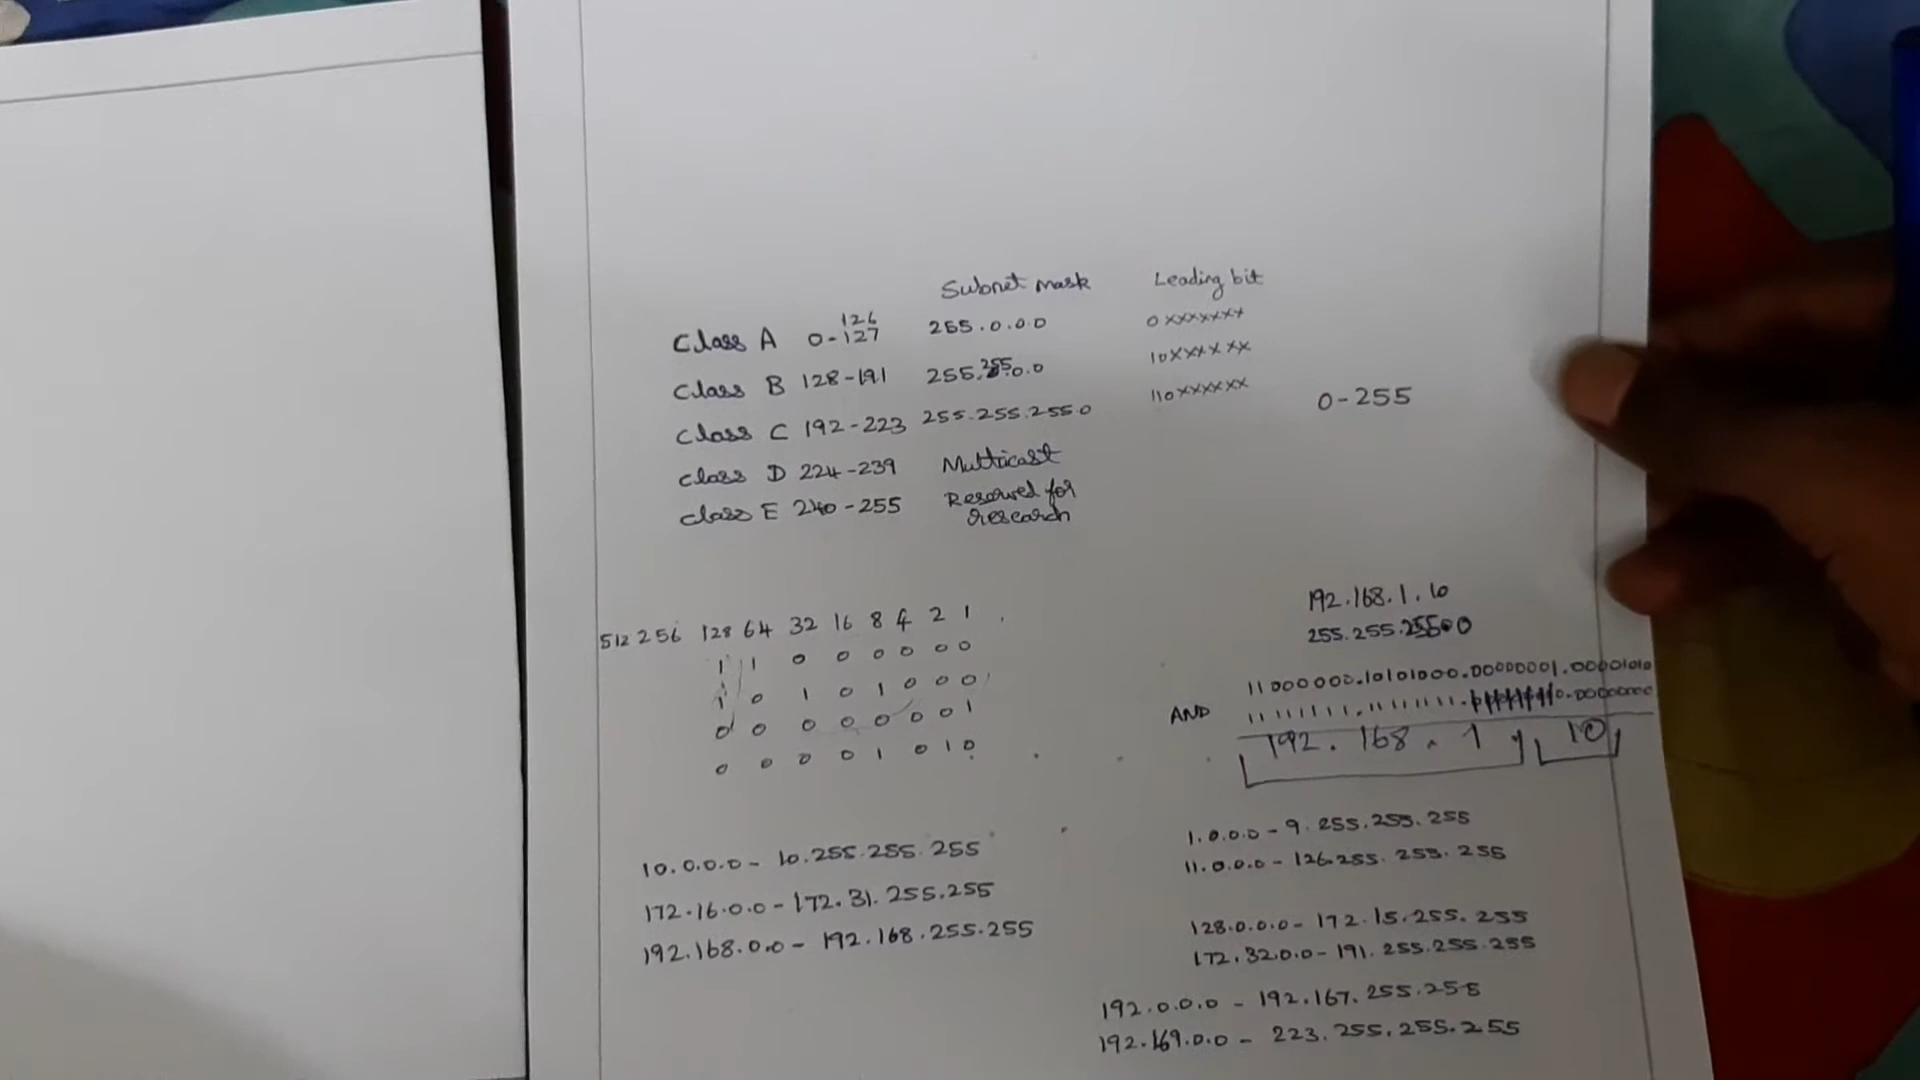 Subnet mask Leading bit
126
Class A 0-127 255.0.0.0 0xxxxxxx
Class B 128-191 255.255.0.0 10xxxxxx
Class C 192-223 255.255.255.0 110xxxxxx
0-255
Class D 224-239 Multicast
Class E 240-255 Reserved for
research
512 256 128 64 32 16 8 4 2 1
1 1 0 0 0 0 0 0
1 0 1 0 1 0 0 0
0 0 0 0 0 0 0 1
0 0 0 0 1 0 1 0
192.168.1.10
255.255.255.0
11000000.10101000.00000001.00001010
AND 11111111.11111111.
.00000000
192.168.1 10
10.0.0.0 - 10.255.255.255
172.16.0.0 - 172.31.255.255
192.168.0.0 - 192.168.255.255
1.0.0.0 - 9.255.255.255
11.0.0.0 - 126.255.255.255
128.0.0.0 - 172.15.255.255
172.32.0.0 - 191.255.255.255
192.0.0.0 - 192.167.255.255
192.169.0.0 - 223.255.255.255